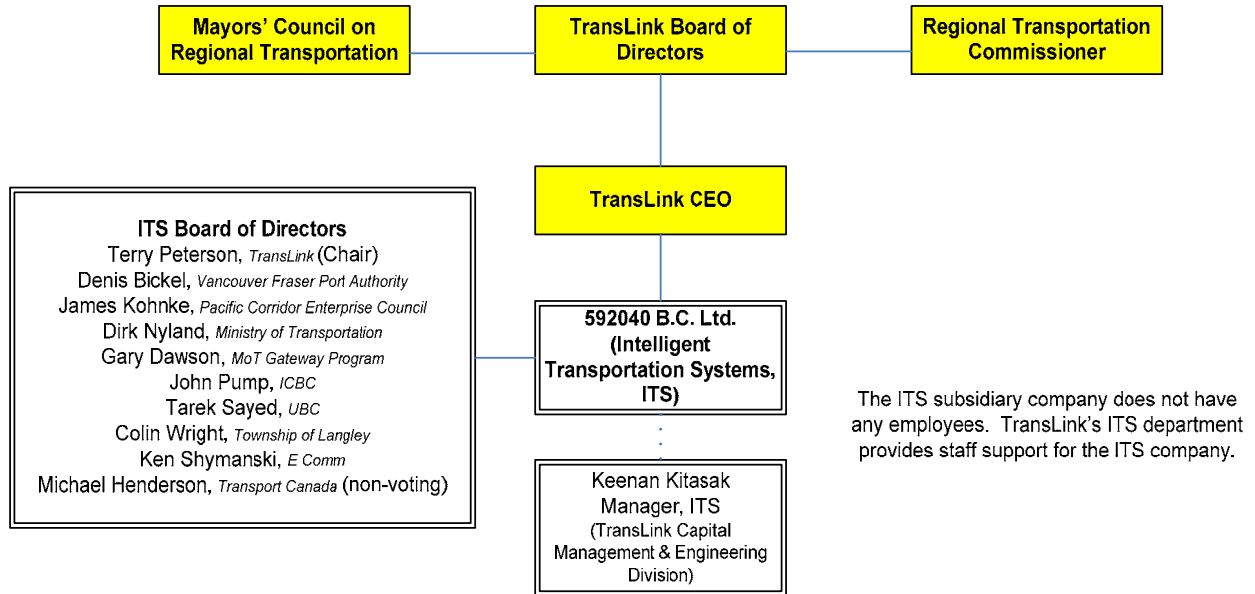 Mayors' Council on
Regional Transportation
TransLink Board of
Directors
Regional Transportation
Commissioner
TransLink CEO
ITS Board of Directors
Terry Peterson, TransLink (Chair)
Denis Bickel, Vancouver Fraser Port Authority
James Kohnke, Pacific Corridor Enterprise Council
Dirk Nyland, Ministry of Transportation
Gary Dawson, MoT Gateway Program
John Pump, ICBC
Tarek Sayed, UBC
Colin Wright, Township of Langley
Ken Shymanski, E Comm
Michael Henderson, Transport Canada (non-voting)
592040 B.C. Ltd.
(Intelligent
Transportation Systems,
ITS)
The ITS subsidiary company does not have
any employees. TransLink's ITS department
provides staff support for the ITS company.
Keenan Kitasak
Manager, ITS
(TransLink Capital
Management & Engineering
Division)